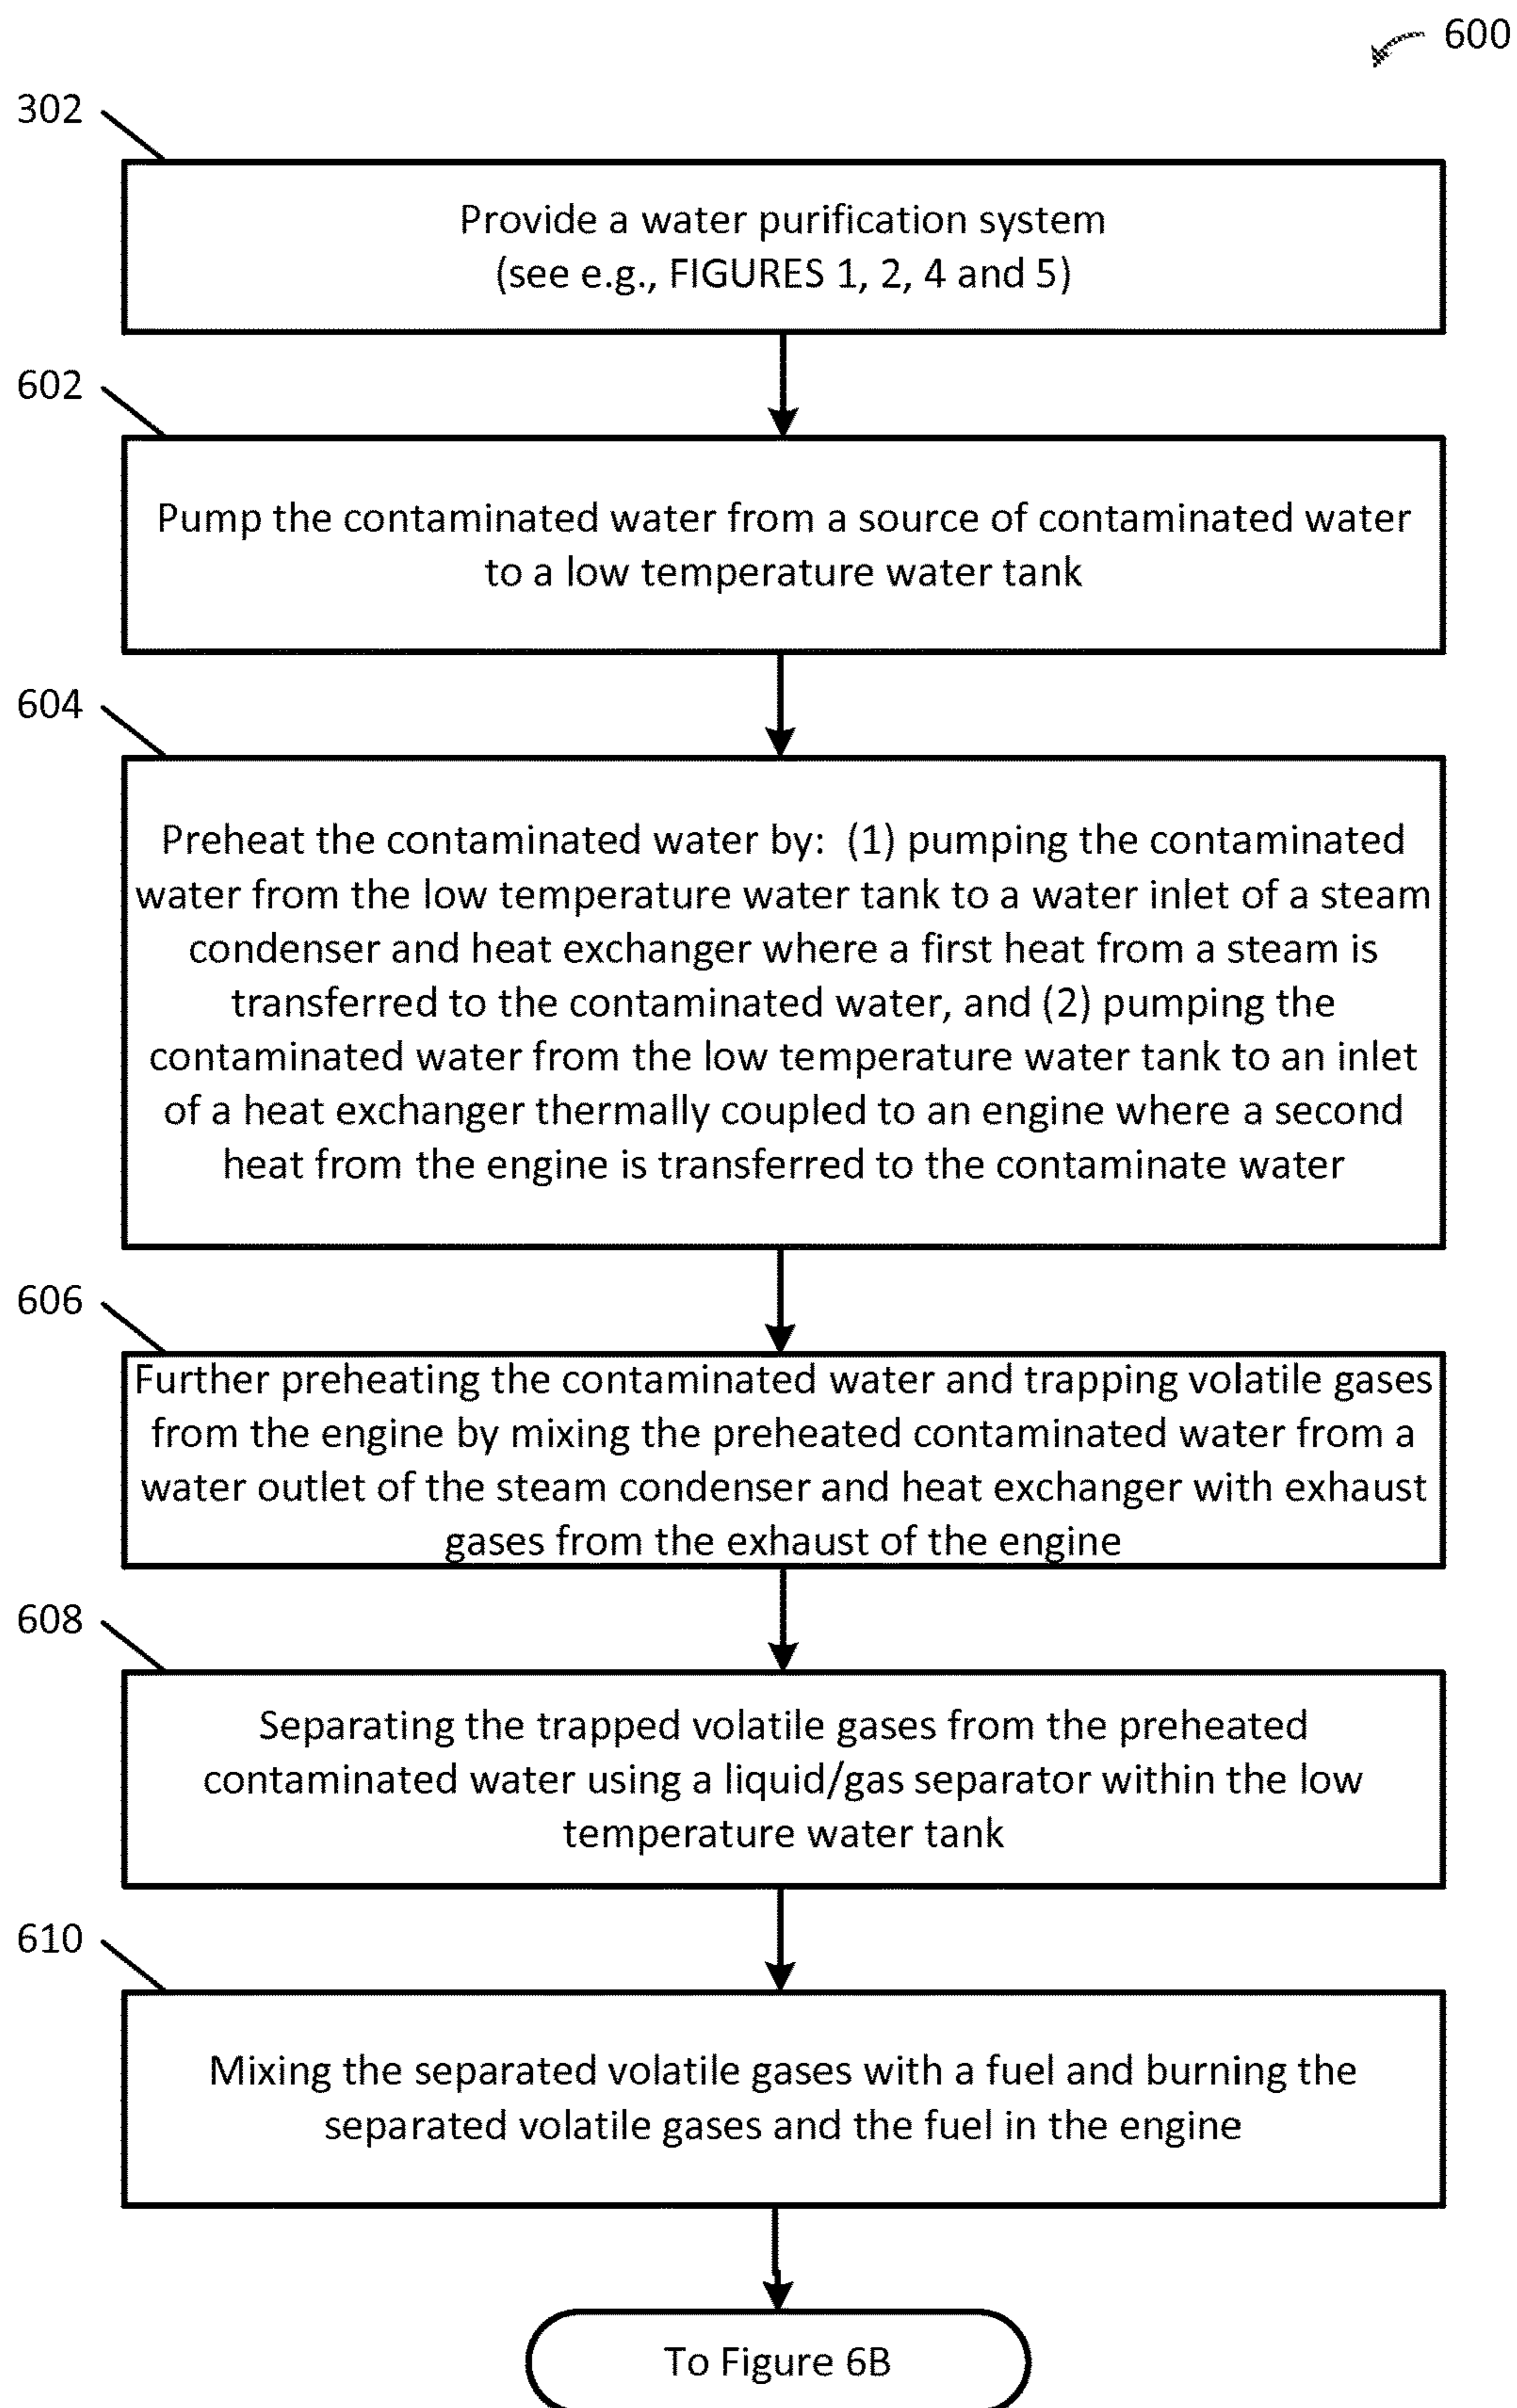 600
302
Provide a water purification system
(see e.g., FIGURES 1, 2, 4 and 5)
602
Pump the contaminated water from a source of contaminated water
to a low temperature water tank
604
Preheat the contaminated water by:  (1) pumping the contaminated
water from the low temperature water tank to a water inlet of a steam
condenser and heat exchanger where a first heat from a steam is
transferred to the contaminated water, and (2) pumping the
contaminated water from the low temperature water tank to an inlet
of a heat exchanger thermally coupled to an engine where a second
heat from the engine is transferred to the contaminate water
606
Further preheating the contaminated water and trapping volatile gases
from the engine by mixing the preheated contaminated water from a
water outlet of the steam condenser and heat exchanger with exhaust
gases from the exhaust of the engine
608
Separating the trapped volatile gases from the preheated
contaminated water using a liquid/gas separator within the low
temperature water tank
610
Mixing the separated volatile gases with a fuel and burning the
separated volatile gases and the fuel in the engine
To Figure 6B